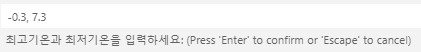 -0.3, 7.3
최고기온과 최저기온을 입력하세요: (Press 'Enter' to confirm or 'Escape' to cancel)